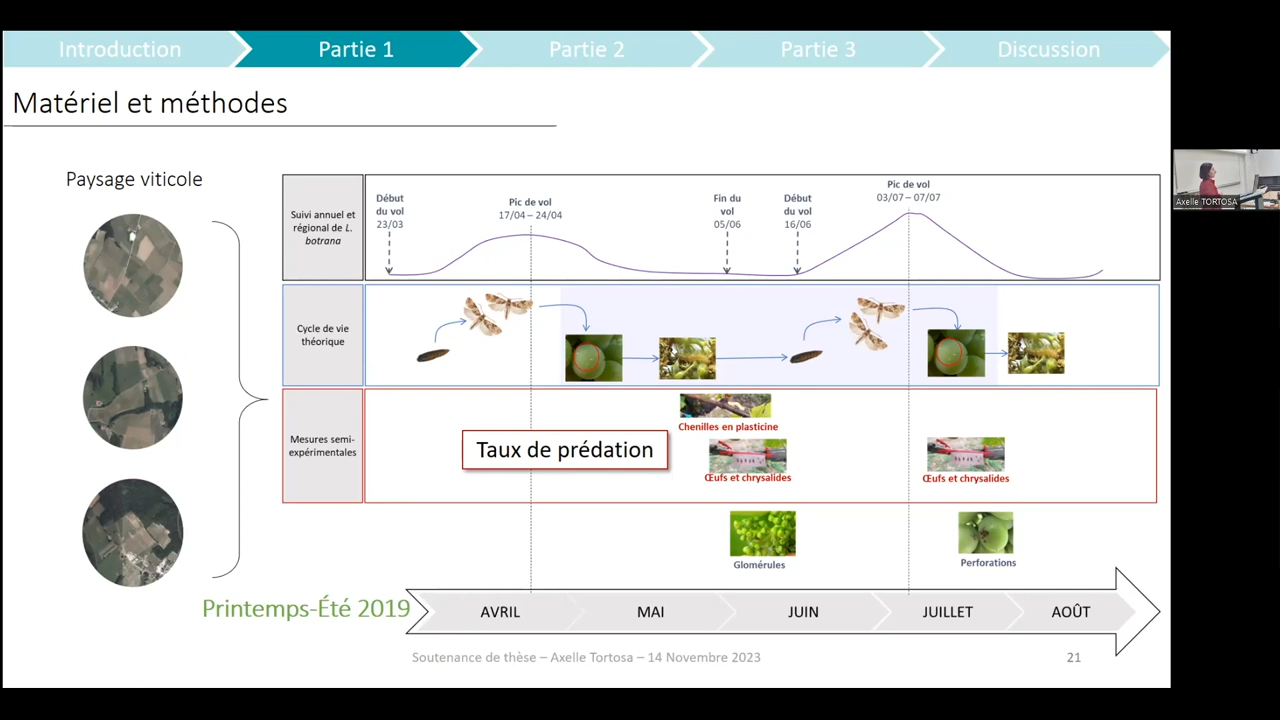 Introduction
Partie 1
Partie 2
Partie 3
Discussion
Matériel et méthodes
Paysage viticole
Suivi annuel et
régional de L.
botrana
Début
du vol
23/03
Pic de vol
17/04 – 24/04
Fin du
vol
05/06
Début
du vol
16/06
Pic de vol
03/07 – 07/07
Axelle TORTOSA
Cycle de vie
théorique
Mesures semi-
expérimentales
Taux de prédation
Chenilles en plasticine
Œufs et chrysalides
Œufs et chrysalides
Glomérules
Perforations
Printemps-Été 2019
AVRIL
MAI
JUIN
JUILLET
AOÛT
Soutenance de thèse – Axelle Tortosa – 14 Novembre 2023
21